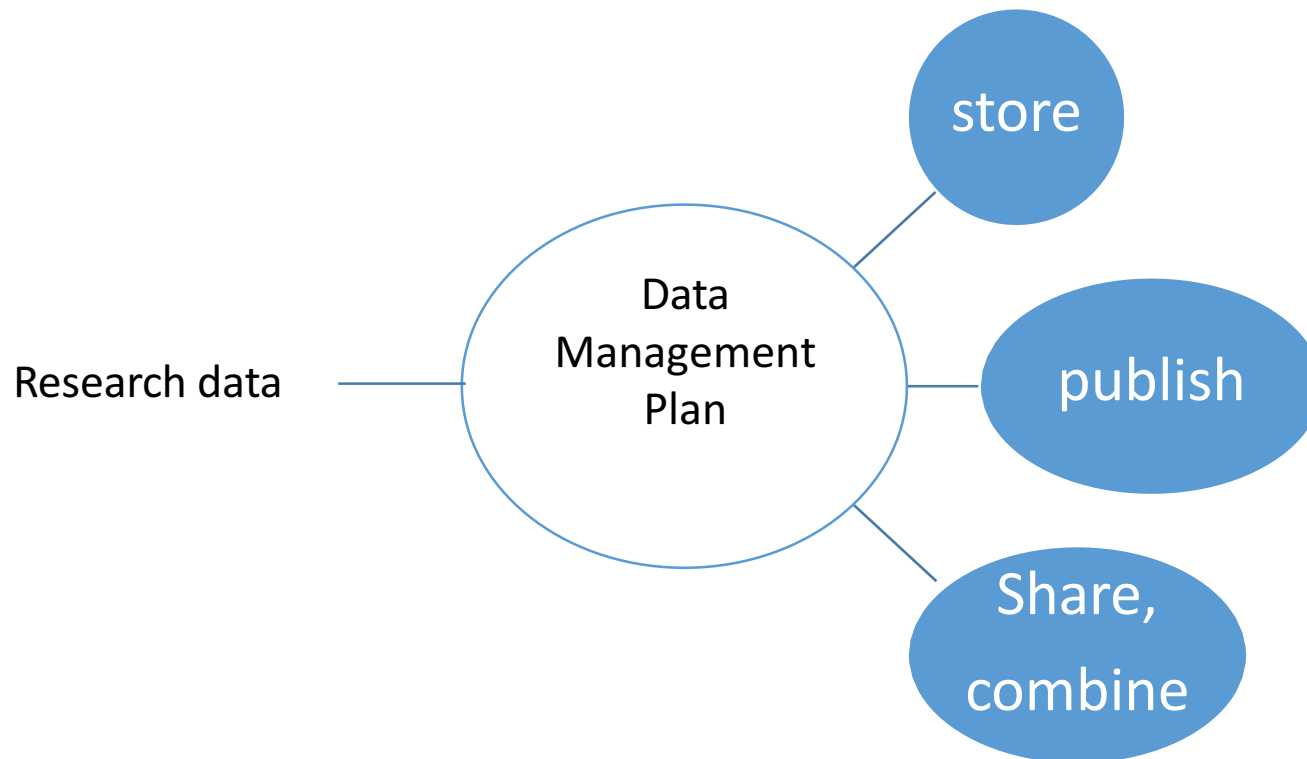 Research data
Data
Management
Plan
store
publish
Share,
combine